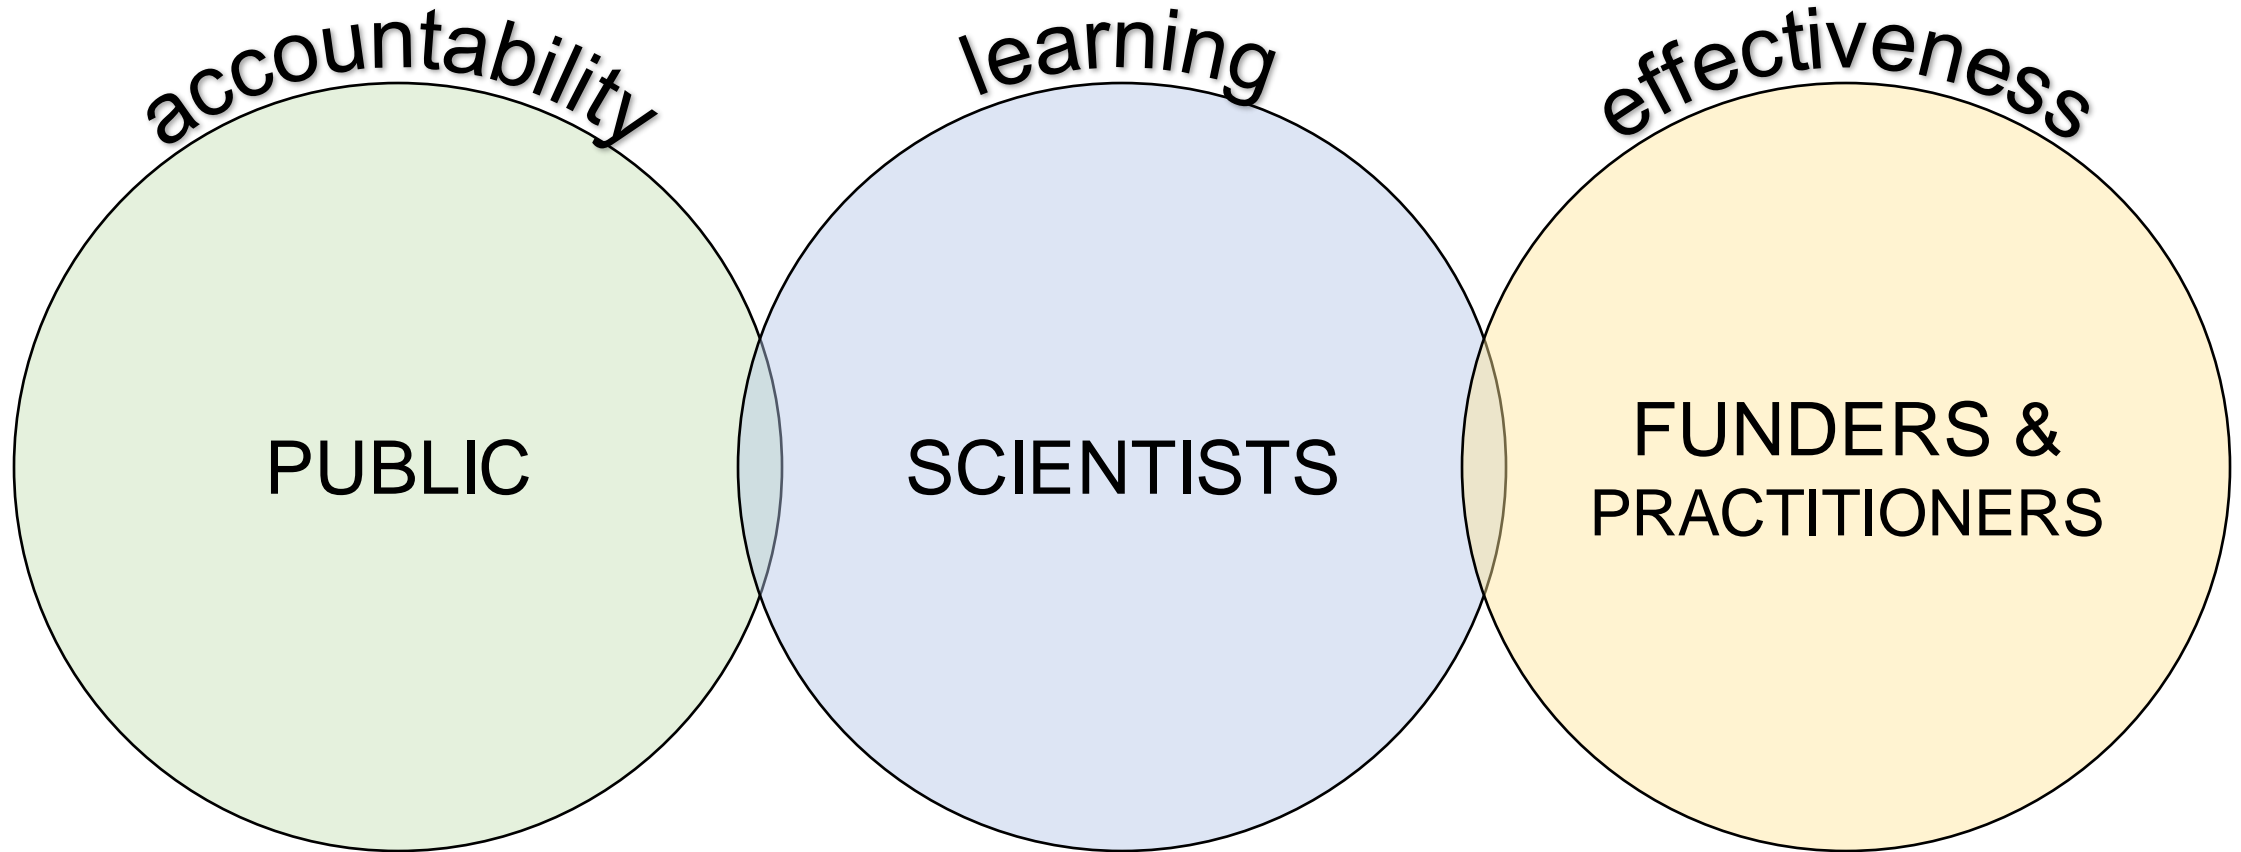 accountability
learning
effectiveness
PUBLIC
SCIENTISTS
FUNDERS &
PRACTITIONERS